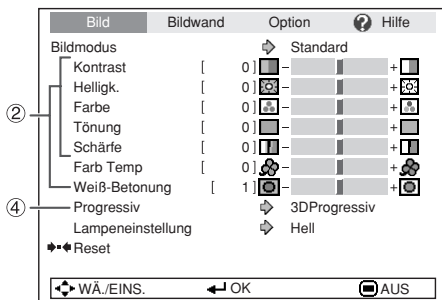 Bild Bildwand Option ? Hilfe
Bildmodus Standard
Kontrast [ 0 ] - +
② Helligk. [ 0 ] - +
Farbe [ 0 ] - +
Tönung [ 0 ] - +
Schärfe [ 0 ] - +
Farb Temp [ 0 ] - +
Weiß-Betonung [ 1 ] - +
④ Progressiv 3DProgressiv
Lampeneinstellung Hell
Reset
WÄ./EINS. OK AUS